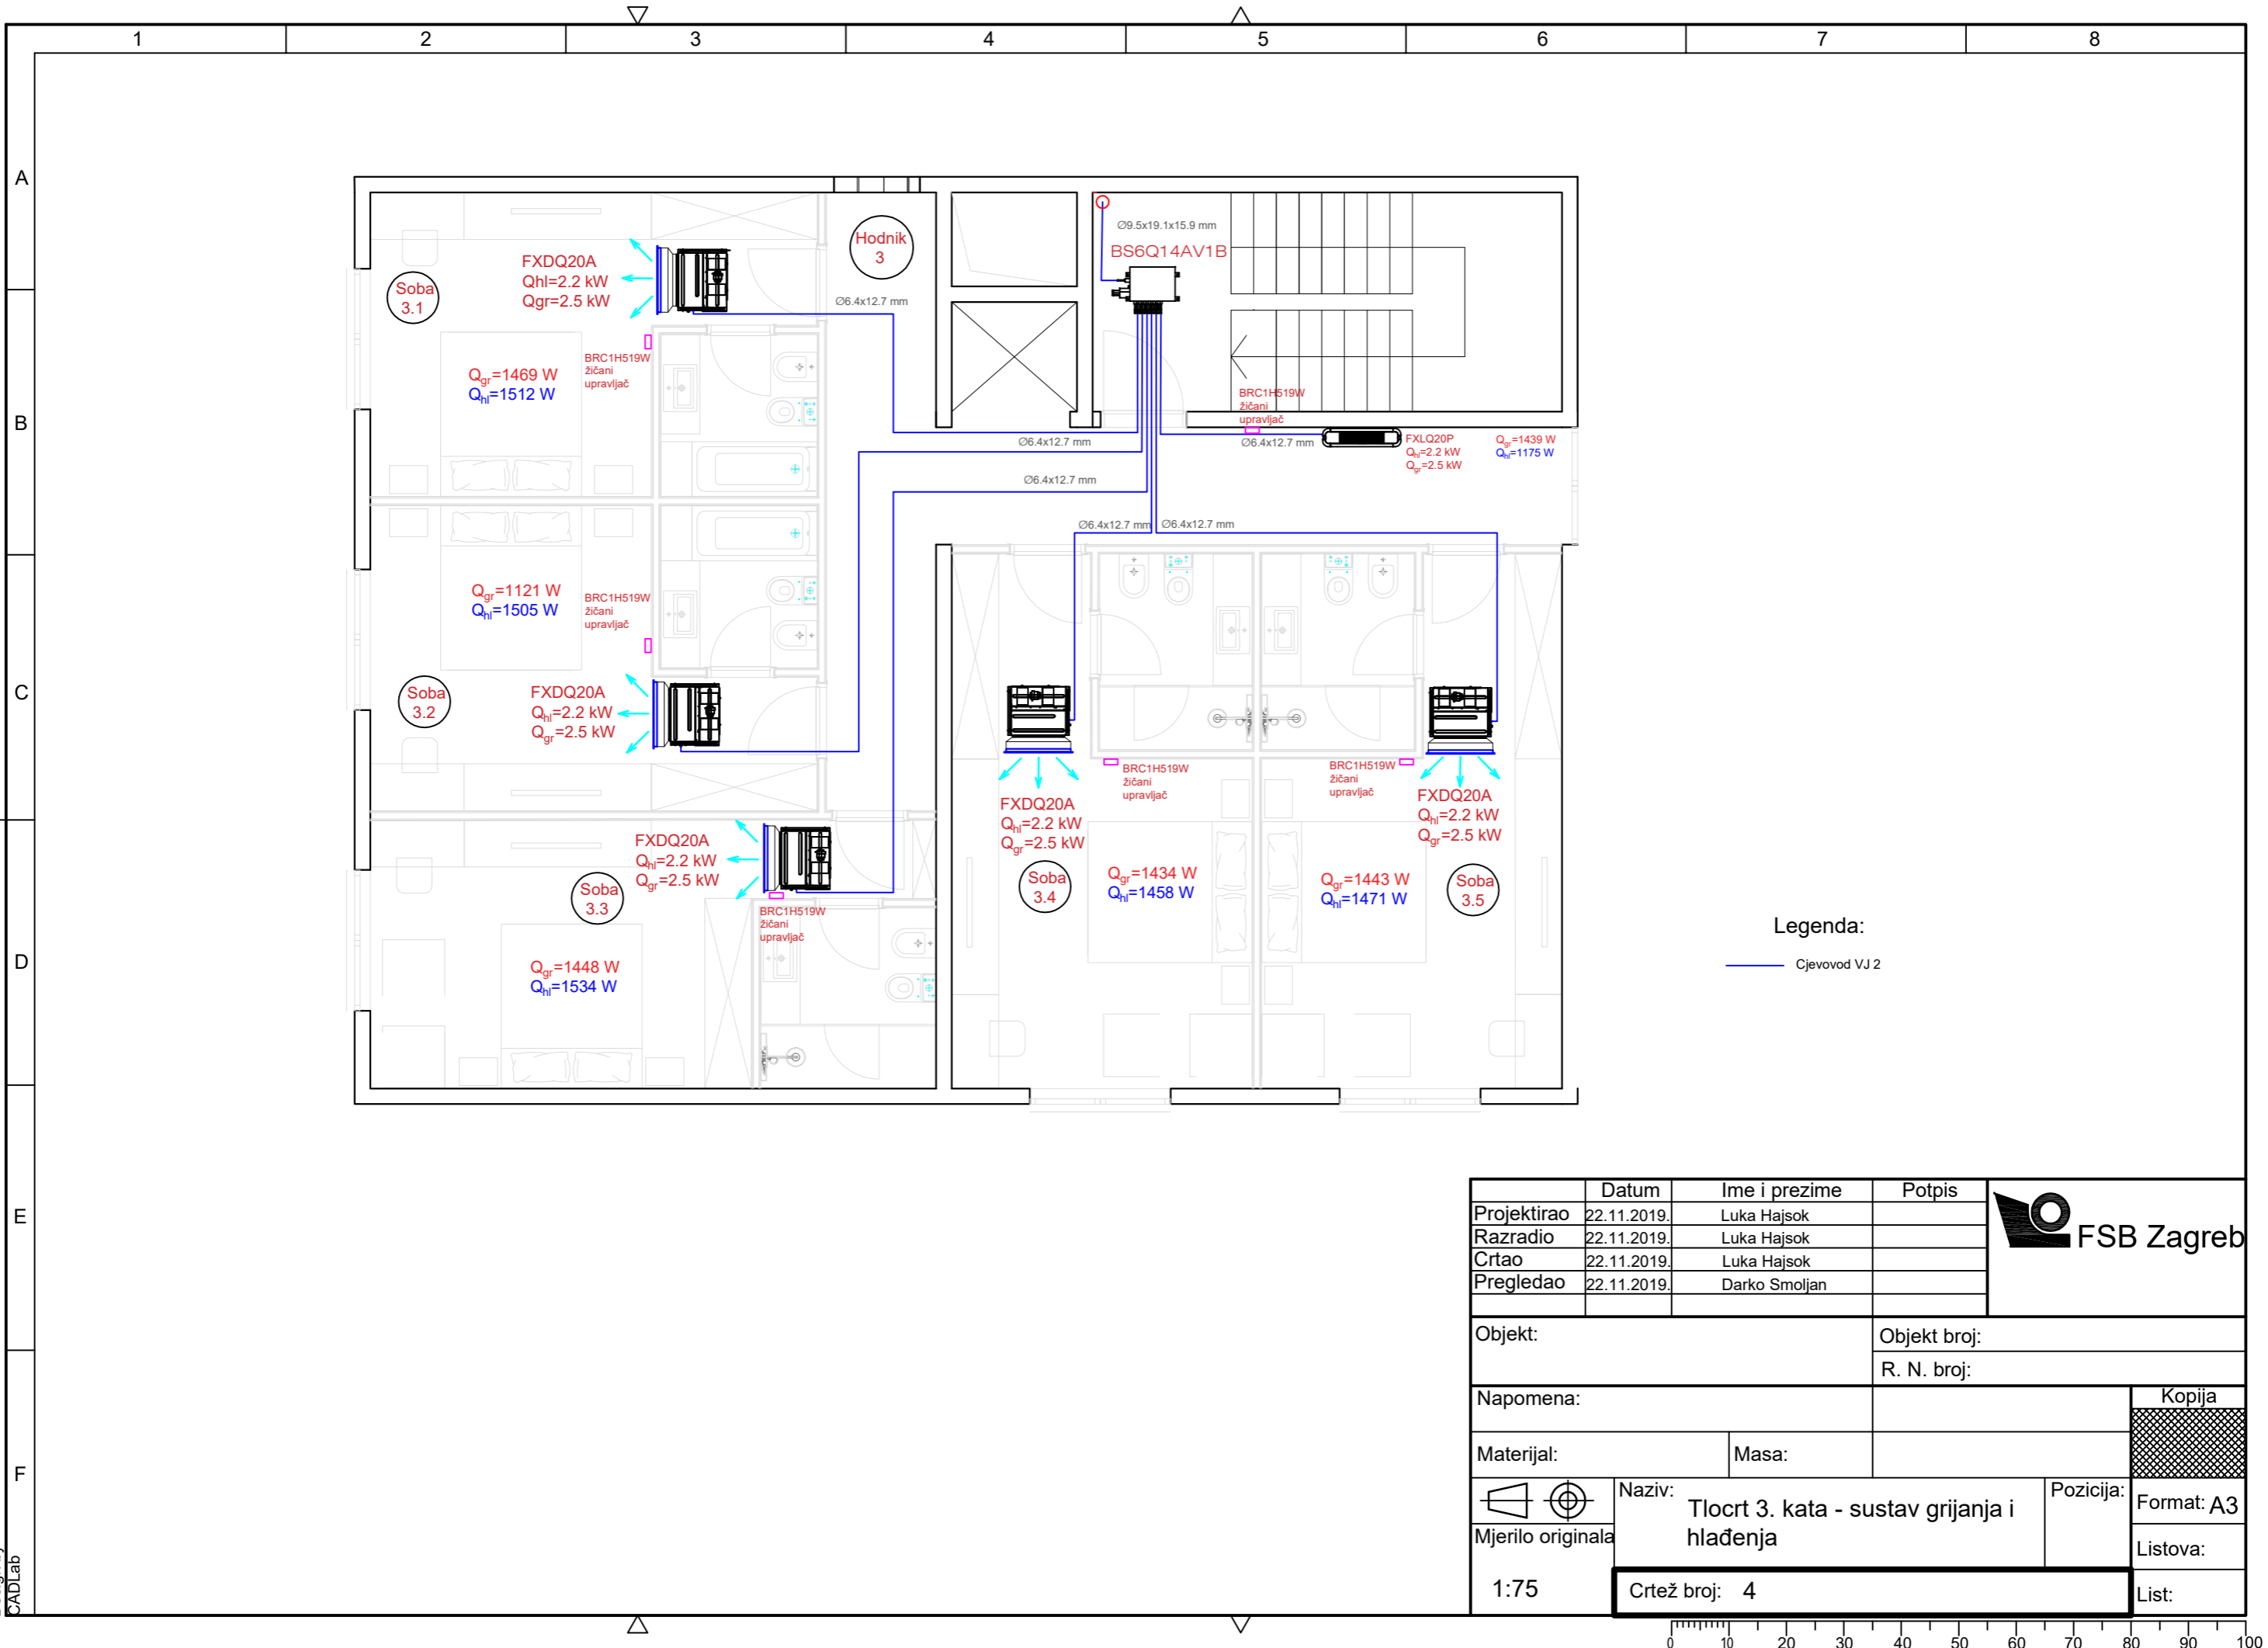 1 2 3 4 5 6 7 8
A
B
C
D
E
F
Hodnik
3
Ø9.5x19.1x15.9 mm
BS6Q14AV1B
FXDQ20A
Qhl=2.2 kW
Qgr=2.5 kW
Soba
3.1
Ø6.4x12.7 mm
BRC1H519W
žičani
upravljač
Qgr=1469 W
Qhl=1512 W
BRC1H519W
žičani
upravljač
Ø6.4x12.7 mm
Ø6.4x12.7 mm
FXLQ20P
Qhl=2.2 kW
Qgr=2.5 kW
Qgr=1439 W
Qhl=1175 W
Ø6.4x12.7 mm
Ø6.4x12.7 mm
Ø6.4x12.7 mm
Qgr=1121 W
Qhl=1505 W
BRC1H519W
žičani
upravljač
Soba
3.2
FXDQ20A
Qhl=2.2 kW
Qgr=2.5 kW
BRC1H519W
žičani
upravljač
BRC1H519W
žičani
upravljač
FXDQ20A
Qhl=2.2 kW
Qgr=2.5 kW
FXDQ20A
Qhl=2.2 kW
Qgr=2.5 kW
FXDQ20A
Qhl=2.2 kW
Qgr=2.5 kW
Soba
3.3
BRC1H519W
žičani
upravljač
Soba
3.4
Qgr=1434 W
Qhl=1458 W
Qgr=1443 W
Qhl=1471 W
Soba
3.5
Qgr=1448 W
Qhl=1534 W
Legenda:
Cjevovod VJ 2
Datum Ime i prezime Potpis
Projektirao 22.11.2019. Luka Hajsok
Razradio 22.11.2019. Luka Hajsok
Crtao 22.11.2019. Luka Hajsok
Pregledao 22.11.2019. Darko Smoljan
FSB Zagreb
Objekt:
Objekt broj:
R. N. broj:
Napomena:
Kopija
Materijal:
Masa:
Naziv:
Tlocrt 3. kata - sustav grijanja i
hlađenja
Pozicija:
Format: A3
Mjerilo originala
1:75
Listova:
Crtež broj: 4
List:
CADLab
0 10 20 30 40 50 60 70 80 90 100